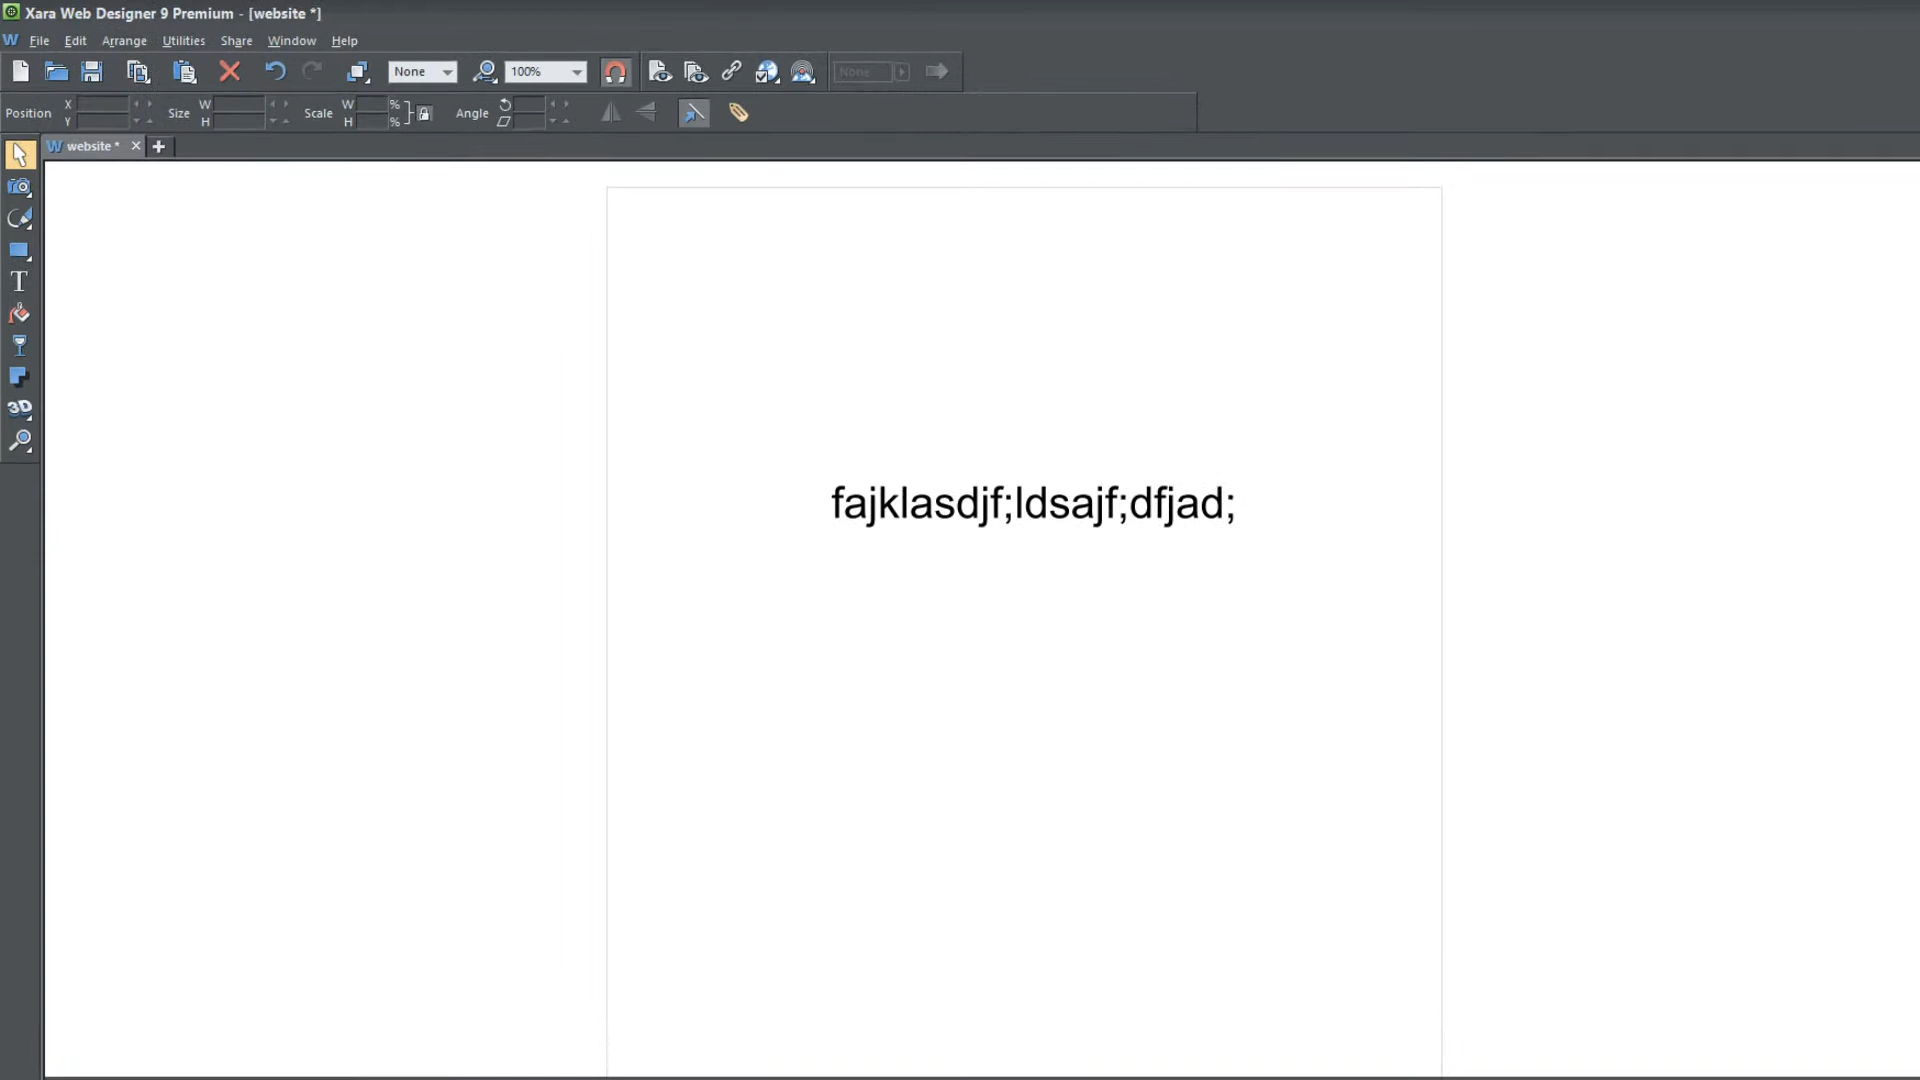 Xara Web Designer 9 Premium - [website *]
W File Edit Arrange Utilities Share Window Help
None 100% None
Position X Y Size W H Scale W H % % Angle
W website * × +
T
3D
fajklasdjf;ldsajf;dfjad;